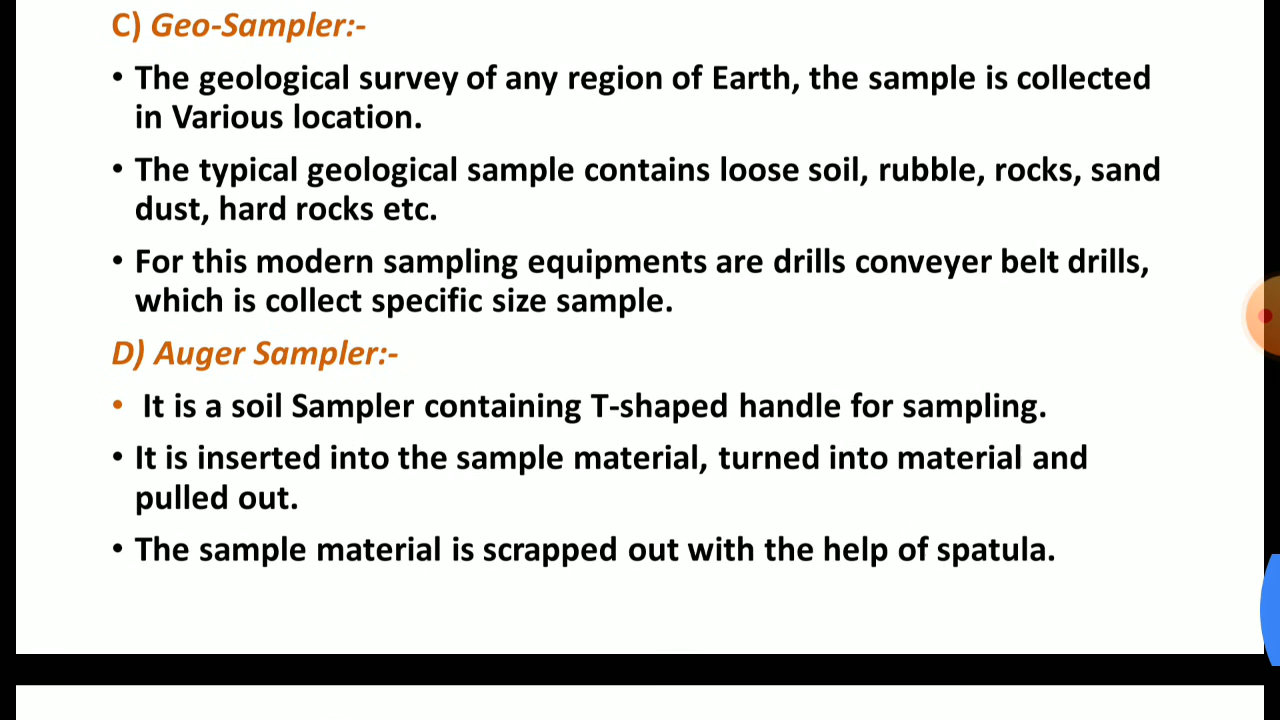 C) Geo-Sampler:-
• The geological survey of any region of Earth, the sample is collected
in Various location.
• The typical geological sample contains loose soil, rubble, rocks, sand
dust, hard rocks etc.
• For this modern sampling equipments are drills conveyer belt drills,
which is collect specific size sample.
D) Auger Sampler:-
• It is a soil Sampler containing T-shaped handle for sampling.
• It is inserted into the sample material, turned into material and
pulled out.
• The sample material is scrapped out with the help of spatula.